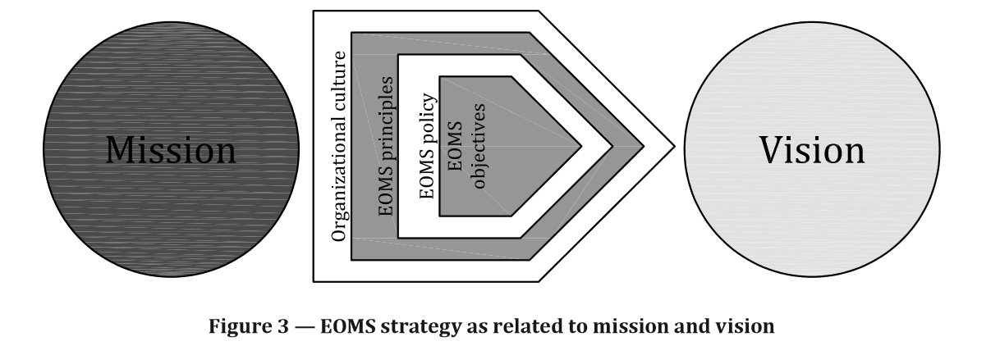 Mission
Organizational culture
EOMS principles
EOMS policy
EOMS
objectives
Vision
Figure 3 — EOMS strategy as related to mission and vision